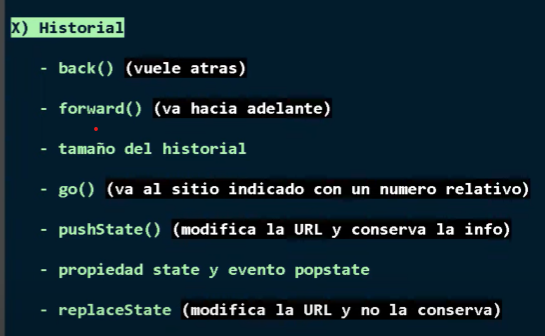 X) Historial
- back() (vuele atras)
- forward() (va hacia adelante)
- tamaño del historial
- go() (va al sitio indicado con un numero relativo)
- pushState() (modifica la URL y conserva la info)
- propiedad state y evento popstate
- replaceState (modifica la URL y no la conserva)